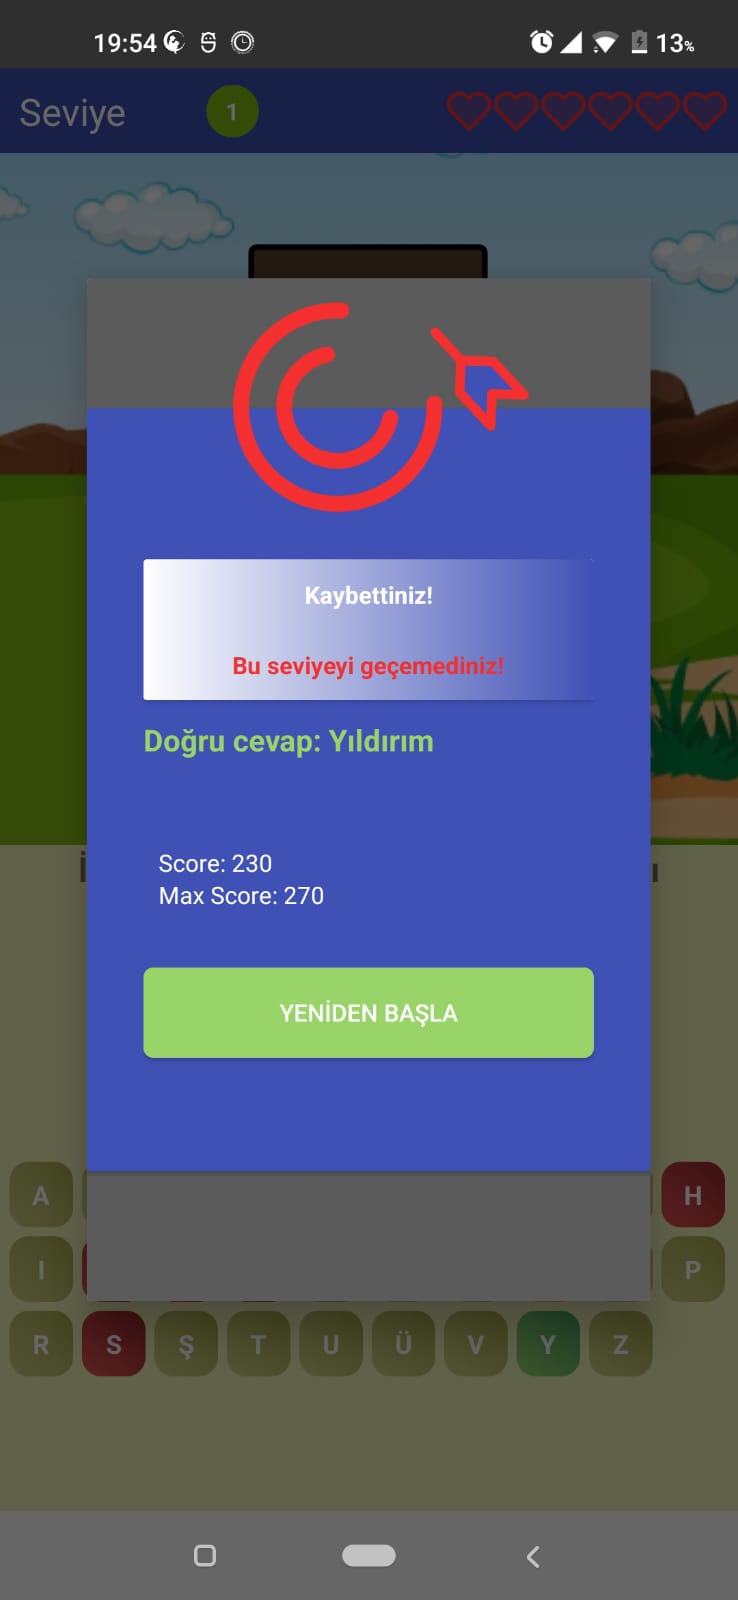 19:54
13%
Seviye 1
Kaybettiniz!
Bu seviyeyi geçemediniz!
Doğru cevap: Yıldırım
Score: 230
Max Score: 270
YENİDEN BAŞLA
A H
I P
R S Ş T U Ü V Y Z